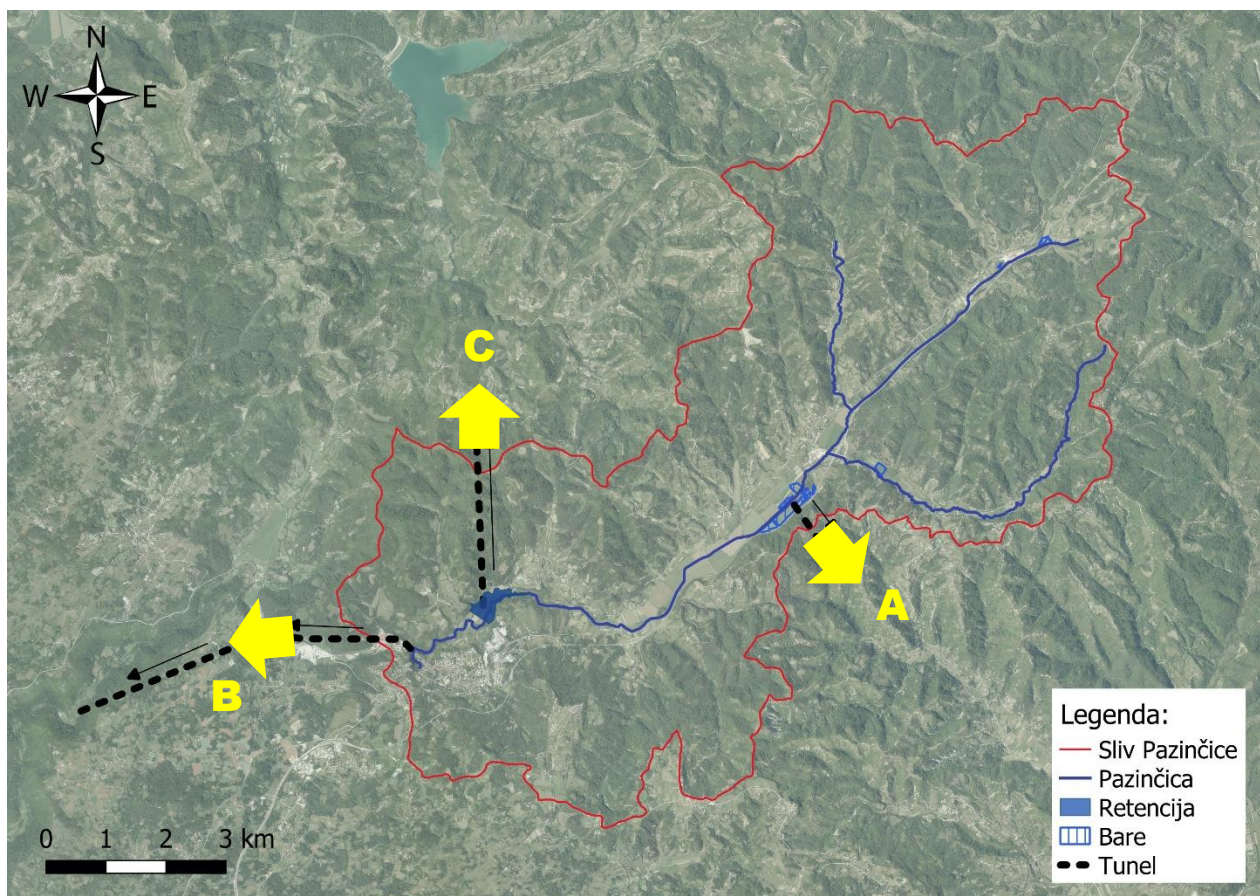 N
W E
S
C
A
B
Legenda:
Sliv Pazinčice
Pazinčica
Retencija
Bare
Tunel
0 1 2 3 km